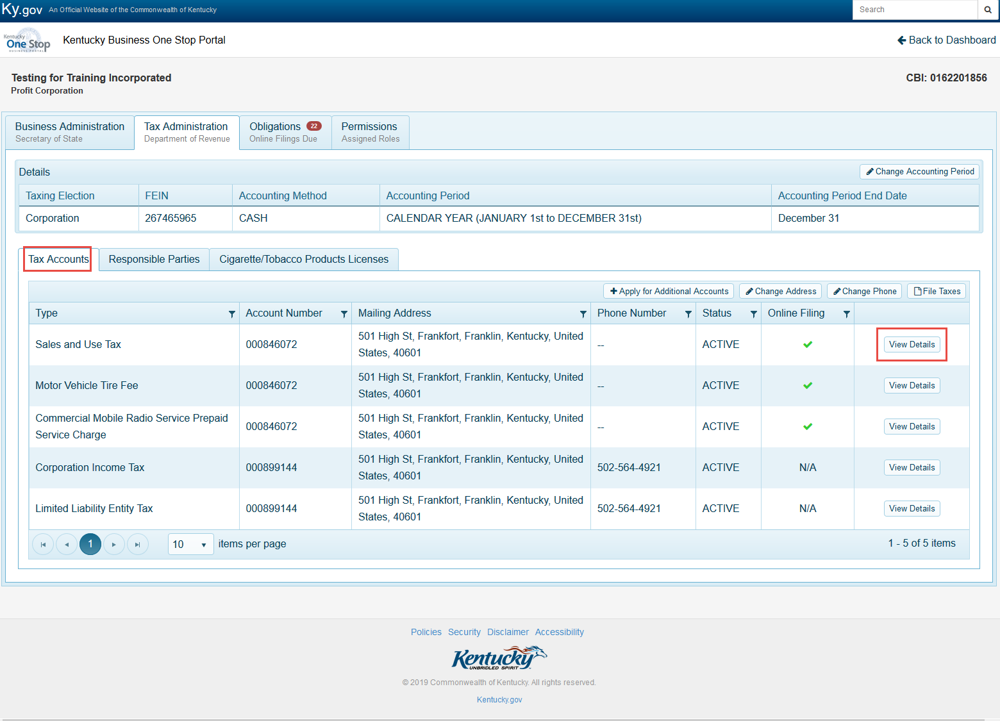 Ky.gov An Official Website of the Commonwealth of Kentucky
Search
Kentucky
One Stop
BUSINESS PORTAL
Kentucky Business One Stop Portal
Back to Dashboard
Testing for Training Incorporated
CBI: 0162201856
Profit Corporation
Business Administration Tax Administration Obligations 22 Permissions
Secretary of State Department of Revenue Online Filings Due Assigned Roles
Details
Change Accounting Period
Taxing Election FEIN Accounting Method Accounting Period Accounting Period End Date
Corporation 267465965 CASH CALENDAR YEAR (JANUARY 1st to DECEMBER 31st) December 31
Tax Accounts Responsible Parties Cigarette/Tobacco Products Licenses
Apply for Additional Accounts Change Address Change Phone File Taxes
Type Account Number Mailing Address Phone Number Status Online Filing
Sales and Use Tax 000846072 501 High St, Frankfort, Franklin, Kentucky, United -- ACTIVE View Details
States, 40601
Motor Vehicle Tire Fee 000846072 501 High St, Frankfort, Franklin, Kentucky, United -- ACTIVE View Details
States, 40601
Commercial Mobile Radio Service Prepaid 000846072 501 High St, Frankfort, Franklin, Kentucky, United -- ACTIVE View Details
Service Charge States, 40601
Corporation Income Tax 000899144 501 High St, Frankfort, Franklin, Kentucky, United 502-564-4921 ACTIVE N/A View Details
States, 40601
Limited Liability Entity Tax 000899144 501 High St, Frankfort, Franklin, Kentucky, United 502-564-4921 ACTIVE N/A View Details
States, 40601
1 10 items per page 1 - 5 of 5 items
Policies Security Disclaimer Accessibility
Kentucky
UNBRIDLED SPIRIT
© 2019 Commonwealth of Kentucky. All rights reserved.
Kentucky.gov